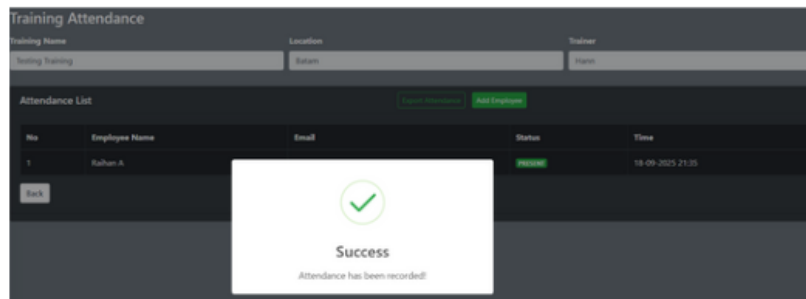 Training Attendance
Training Name Location Trainer
Testing Training Batam Hann
Attendance List Export Attendance Add Employee
No Employee Name Email Status Time
1 Raihan A PRESENT 18-09-2025 21:35
Back
Success
Attendance has been recorded!